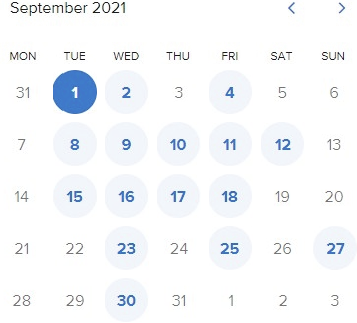 September 2021
MON TUE WED THU FRI SAT SUN
31 1 2 3 4 5 6
7 8 9 10 11 12 13
14 15 16 17 18 19 20
21 22 23 24 25 26 27
28 29 30 31 1 2 3